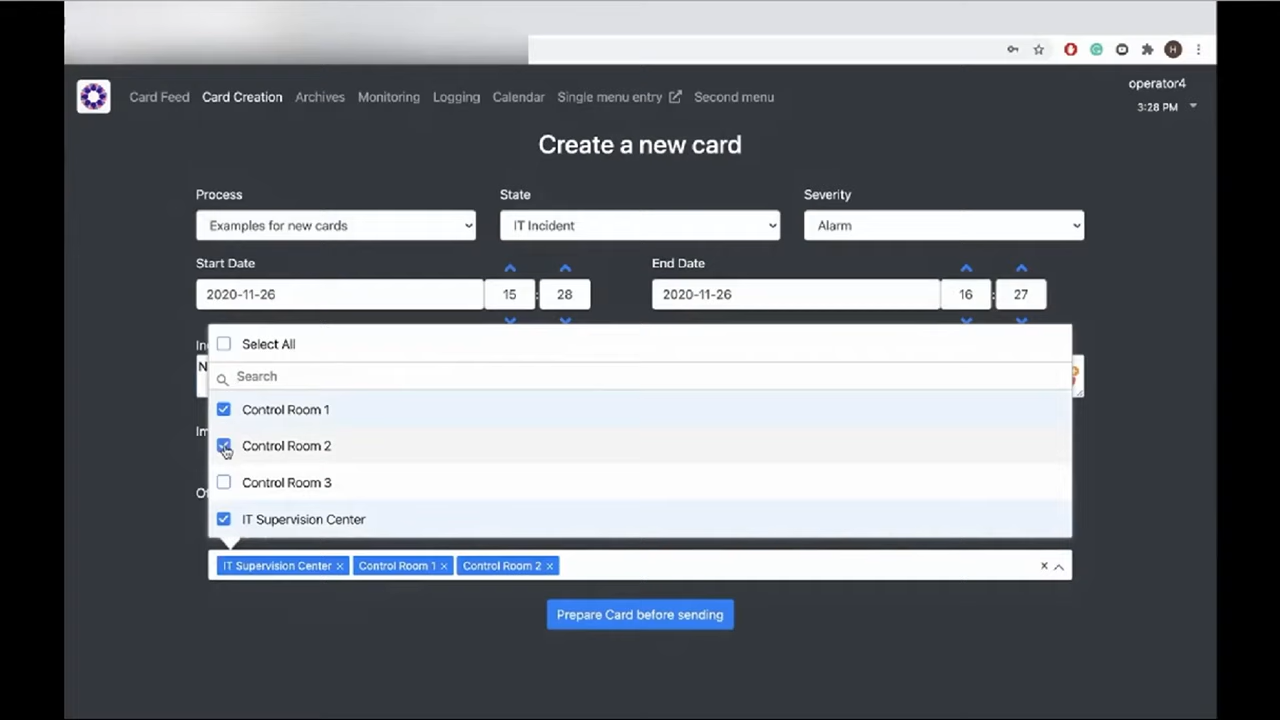 H
operator4
Card Feed Card Creation Archives Monitoring Logging Calendar Single menu entry Second menu
3:28 PM
Create a new card
Process State Severity
Examples for new cards IT Incident Alarm
Start Date End Date
2020-11-26 15 : 28 2020-11-26 16 : 27
Select All
Search
Control Room 1
Control Room 2
Control Room 3
IT Supervision Center
IT Supervision Center × Control Room 1 × Control Room 2 × ×
Prepare Card before sending